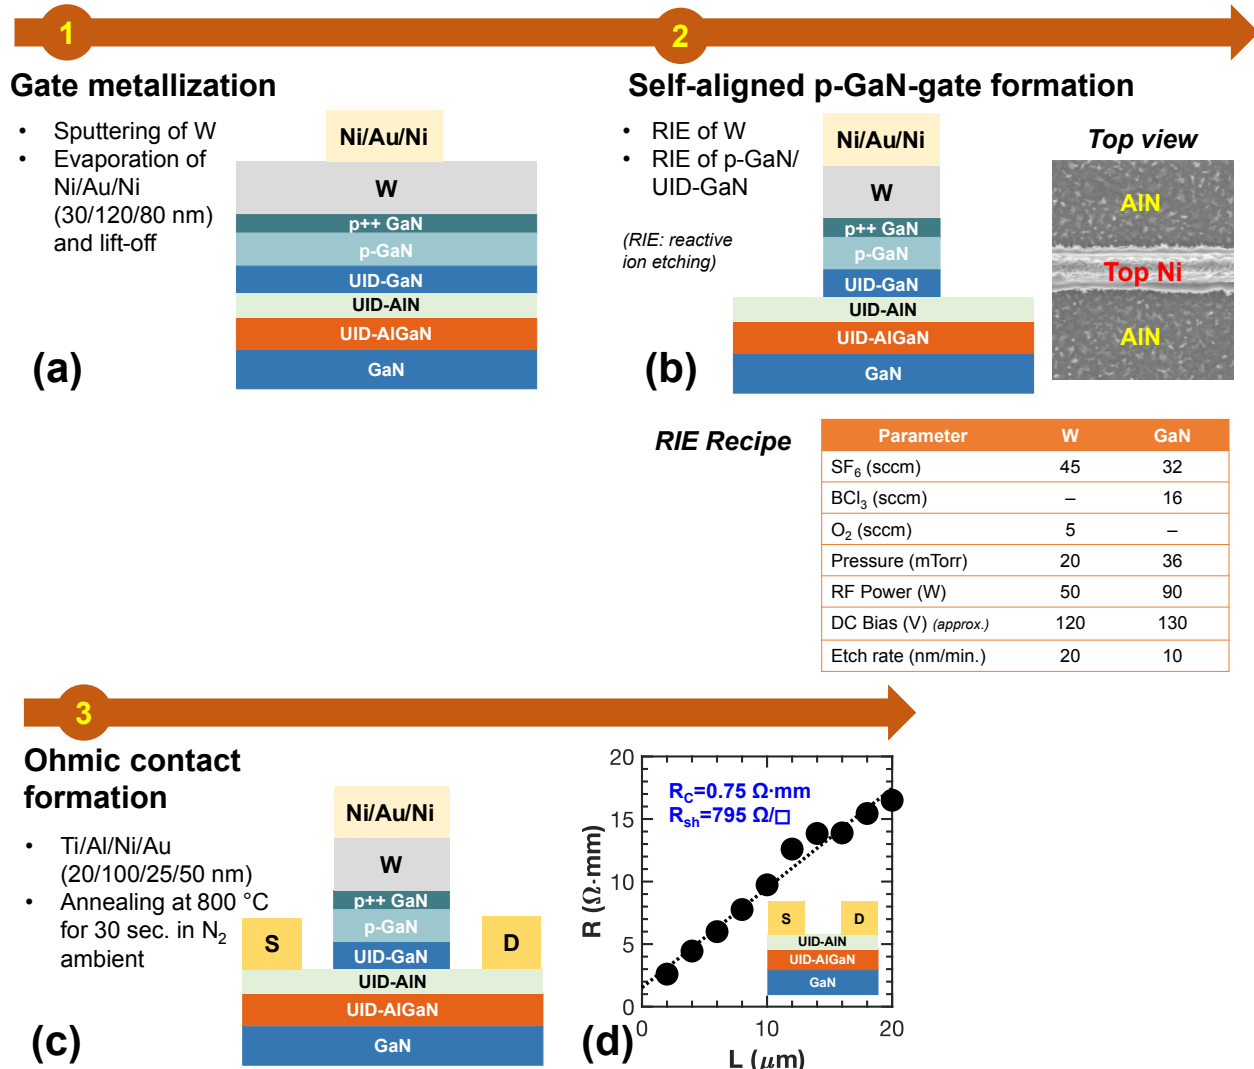 1
2
Gate metallization
• Sputtering of W
• Evaporation of
Ni/Au/Ni
(30/120/80 nm)
and lift-off
Ni/Au/Ni
W
p++ GaN
p-GaN
UID-GaN
UID-AlN
UID-AlGaN
GaN
(a)
Self-aligned p-GaN-gate formation
• RIE of W
• RIE of p-GaN/
UID-GaN
(RIE: reactive
ion etching)
Ni/Au/Ni
W
p++ GaN
p-GaN
UID-GaN
UID-AlN
UID-AlGaN
GaN
(b)
Top view
AlN
Top Ni
AlN
RIE Recipe
Parameter W GaN
SF₆ (sccm) 45 32
BCl₃ (sccm) – 16
O₂ (sccm) 5 –
Pressure (mTorr) 20 36
RF Power (W) 50 90
DC Bias (V) (approx.) 120 130
Etch rate (nm/min.) 20 10
3
Ohmic contact
formation
• Ti/Al/Ni/Au
(20/100/25/50 nm)
• Annealing at 800 °C
for 30 sec. in N₂
ambient
Ni/Au/Ni
W
p++ GaN
p-GaN
UID-GaN
S
D
UID-AlN
UID-AlGaN
GaN
(c)
20
15
10
5
0
R (Ω·mm)
R_C=0.75 Ω·mm
R_sh=795 Ω/□
S
D
UID-AlN
UID-AlGaN
GaN
0 10 20
L (μm)
(d)